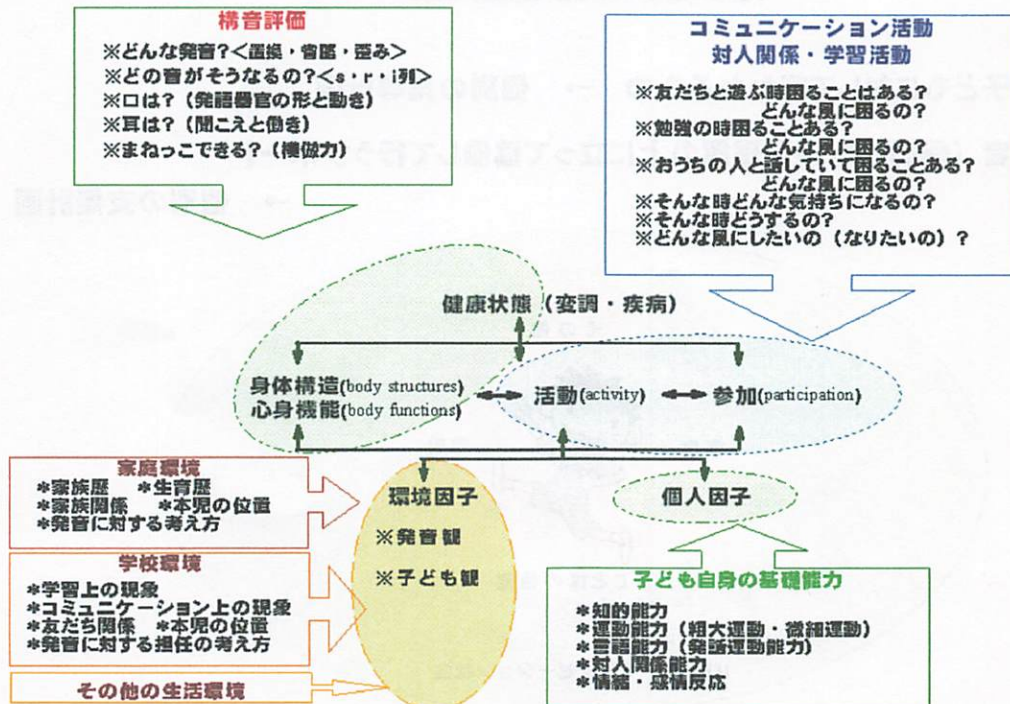 構音評価
※どんな発音?<置換・省略・歪み>
※どの音がそうなるの?<s・r・i列>
※口は?(発語器官の形と動き)
※耳は?(聞こえと働き)
※まねっこできる?(模倣力)
コミュニケーション活動
対人関係・学習活動
※友だちと遊ぶ時困ることはある?
どんな風に困るの?
※勉強の時困ることある?
どんな風に困るの?
※おうちの人と話していて困ることある?
どんな風に困るの?
※そんな時どんな気持ちになるの?
※そんな時どうするの?
※どんな風にしたいの(なりたいの)?
健康状態(変調・疾病)
身体構造(body structures)
心身機能(body functions)
活動(activity)
参加(participation)
環境因子
※発音観
※子ども観
個人因子
家庭環境
*家族歴 *生育歴
*家族関係 *本児の位置
*発音に対する考え方
学校環境
*学習上の現象
*コミュニケーション上の現象
*友だち関係 *本児の位置
*発音に対する担任の考え方
その他の生活環境
子ども自身の基礎能力
*知的能力
*運動能力(粗大運動・微細運動)
*言語能力(発語運動能力)
*対人関係能力
*情緒・感情反応